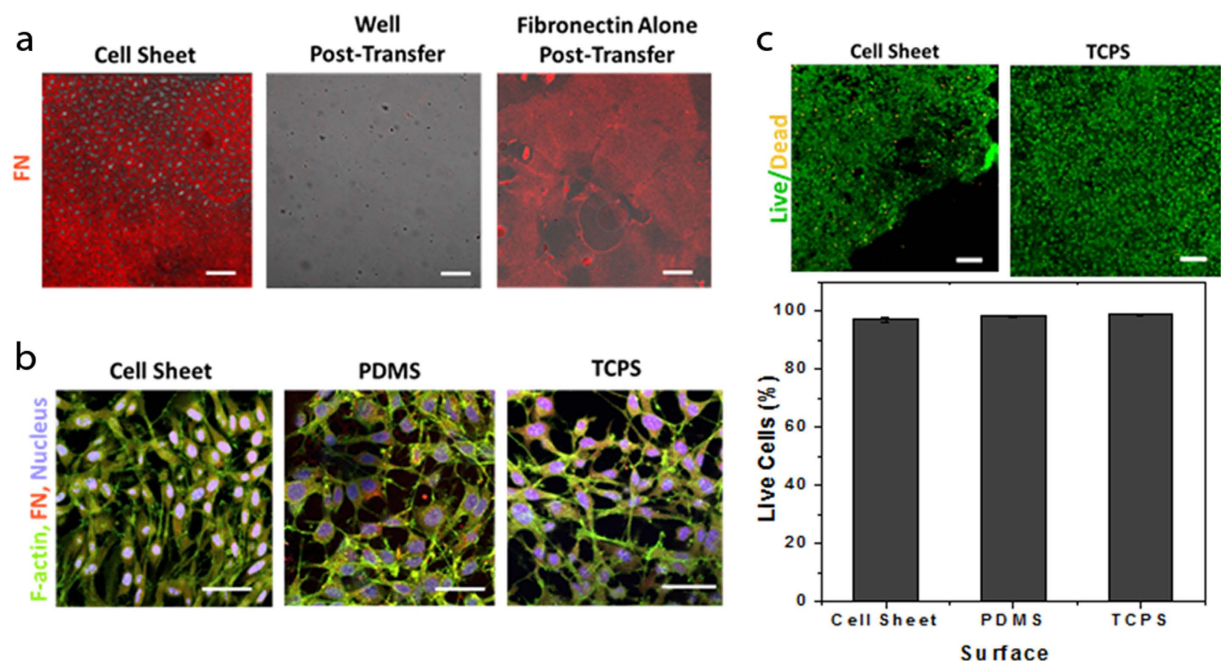 a
Cell Sheet
Well
Post-Transfer
Fibronectin Alone
Post-Transfer
FN
b
Cell Sheet
PDMS
TCPS
F-actin, FN, Nucleus
c
Cell Sheet
TCPS
Live/Dead
100
80
60
40
20
0
Live Cells (%)
Cell Sheet
PDMS
TCPS
Surface